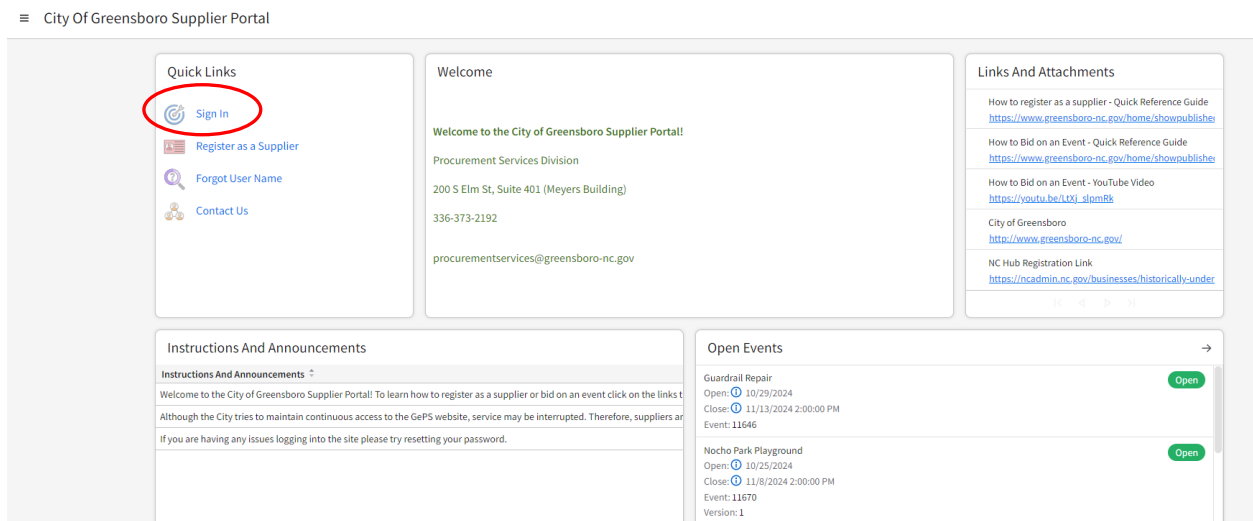 City Of Greensboro Supplier Portal
Quick Links
Sign In
Register as a Supplier
Forgot User Name
Contact Us
Welcome
Welcome to the City of Greensboro Supplier Portal!
Procurement Services Division
200 S Elm St, Suite 401 (Meyers Building)
336-373-2192
procurementservices@greensboro-nc.gov
Links And Attachments
How to register as a supplier - Quick Reference Guide
https://www.greensboro-nc.gov/home/showpublished
How to Bid on an Event - Quick Reference Guide
https://www.greensboro-nc.gov/home/showpublished
How to Bid on an Event - YouTube Video
https://youtu.be/LtXj_slpmRk
City of Greensboro
http://www.greensboro-nc.gov/
NC Hub Registration Link
https://ncadmin.nc.gov/businesses/historically-under
Instructions And Announcements
Instructions And Announcements
Welcome to the City of Greensboro Supplier Portal! To learn how to register as a supplier or bid on an event click on the links t
Although the City tries to maintain continuous access to the GePS website, service may be interrupted. Therefore, suppliers ar
If you are having any issues logging into the site please try resetting your password.
Open Events
Guardrail Repair
Open
Open: 10/29/2024
Close: 11/13/2024 2:00:00 PM
Event: 11646
Nocho Park Playground
Open
Open: 10/25/2024
Close: 11/8/2024 2:00:00 PM
Event: 11670
Version: 1